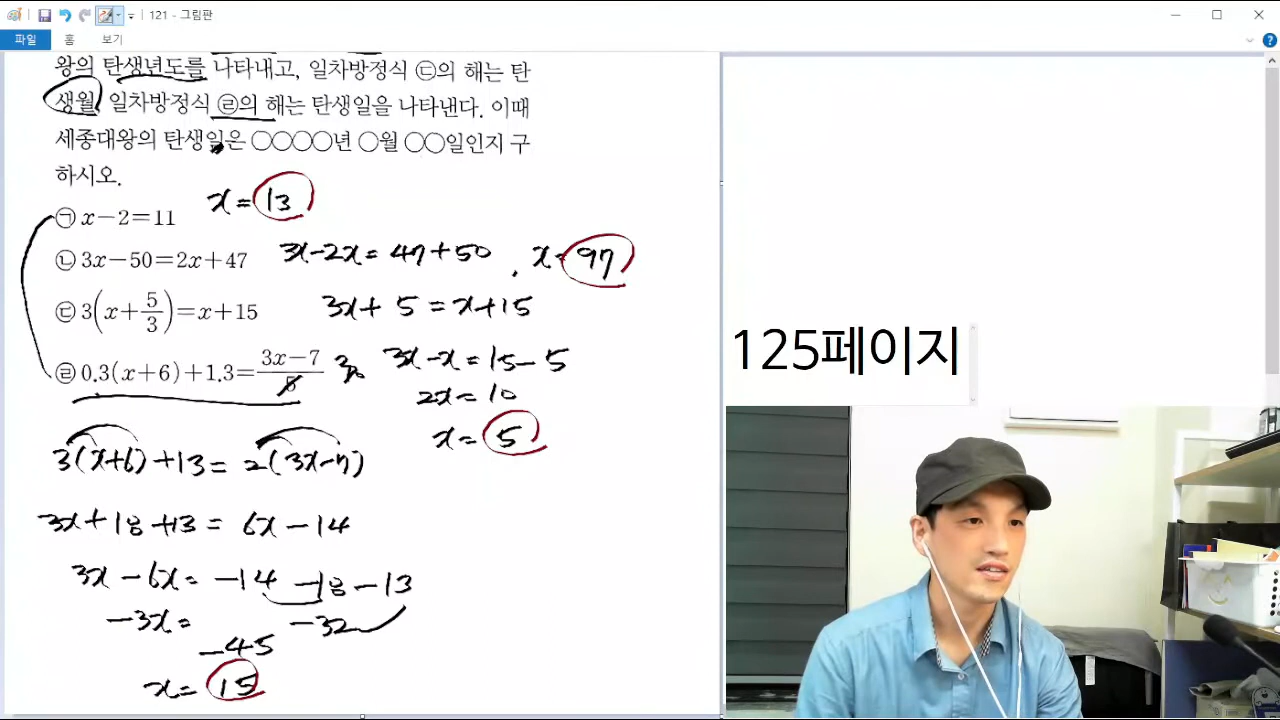 121 - 그림판
파일 홈 보기
왕의 탄생년도를 나타내고, 일차방정식 ㉢의 해는 탄
생월 일차방정식 ㉣의 해는 탄생일을 나타낸다. 이때
세종대왕의 탄생일은 ○○○○년 ○월 ○○일인지 구
하시오.
x=13
㉠ x-2=11
㉡ 3x-50=2x+47
3x-2x=47+50, x=97
㉢ 3(x+5/3)=x+15
3x+5=x+15
㉣ 0.3(x+6)+1.3=3x-7/5
3x-x=15-5
2x=10
x=5
3(x+6)+13=2(3x-7)
3x+18+13=6x-14
3x-6x=-14-18-13
-3x= -32
-45
x=15
125페이지